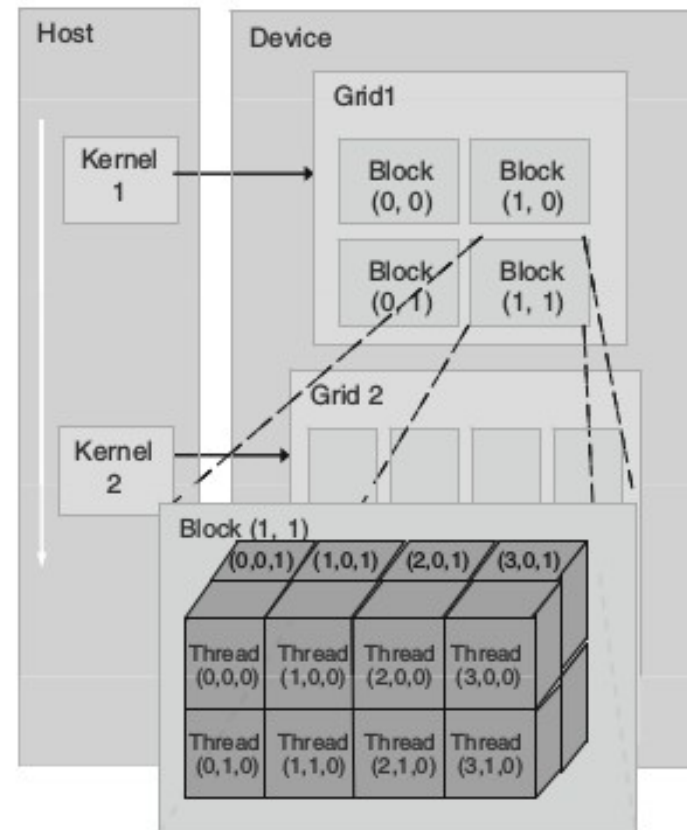 Host
Device
Grid1
Kernel
1
Block
(0, 0)
Block
(1, 0)
Block
(0, 1)
Block
(1, 1)
Grid 2
Kernel
2
Block (1, 1)
(0,0,1) (1,0,1) (2,0,1) (3,0,1)
Thread
(0,0,0)
Thread
(1,0,0)
Thread
(2,0,0)
Thread
(3,0,0)
Thread
(0,1,0)
Thread
(1,1,0)
Thread
(2,1,0)
Thread
(3,1,0)